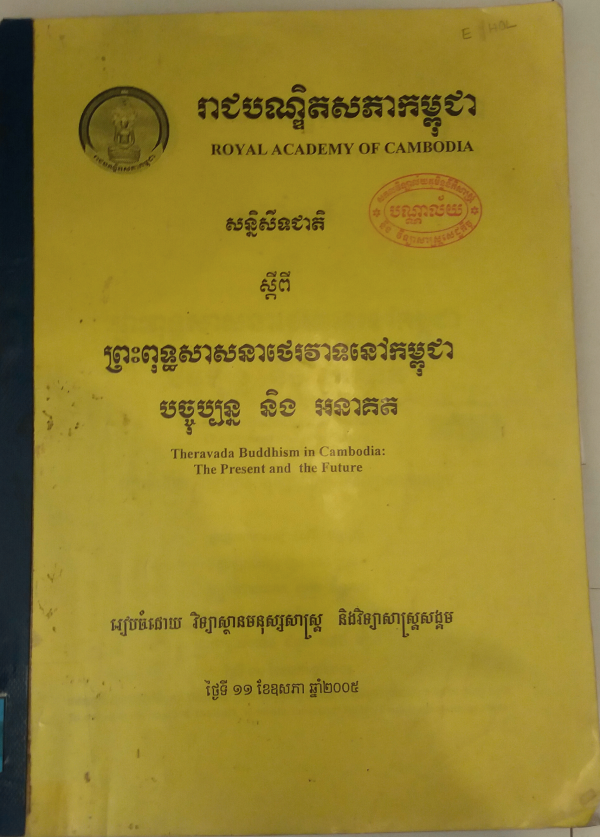 រាជបណ្ឌិតសភាកម្ពុជា
ROYAL ACADEMY OF CAMBODIA
បណ្ណាល័យ
សន្និសីទជាតិ
ស្ដីពី
ព្រះពុទ្ធសាសនាថេរវាទនៅកម្ពុជា
បច្ចុប្បន្ន និង អនាគត
Theravada Buddhism in Cambodia:
The Present and the Future
រៀបចំដោយ វិទ្យាស្ថានមនុស្សសាស្ត្រ និងវិទ្យាសាស្ត្រសង្គម
ថ្ងៃទី ១១ ខែឧសភា ឆ្នាំ២០០៥